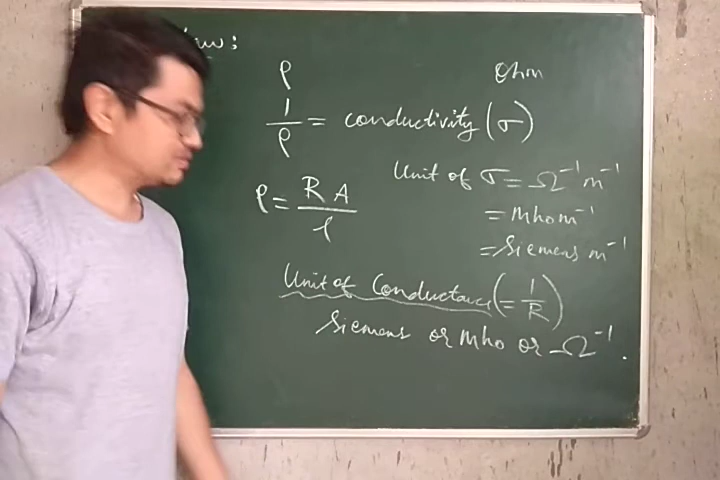 ρ
Ohm
1/ρ = conductivity (σ)
Unit of σ = Ω⁻¹ m⁻¹
ρ = RA/l
= Mho m⁻¹
= Siemens m⁻¹
Unit of Conductance (= 1/R)
Siemens or Mho or Ω⁻¹.